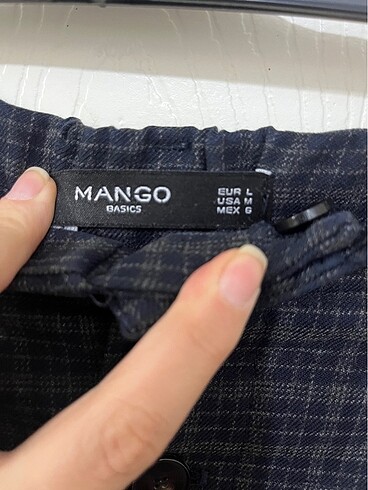 MANGO
BASICS
EUR L
USA M
MEX G